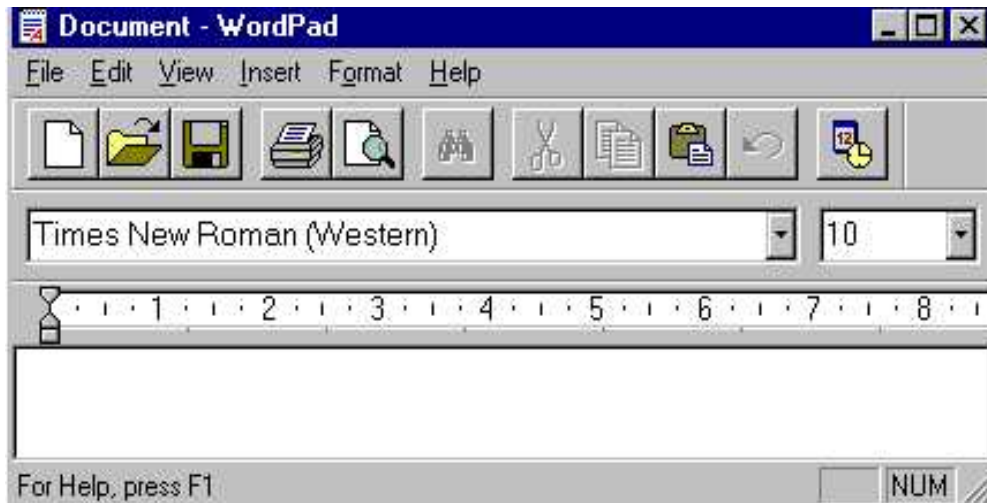 Document - WordPad
File Edit View Insert Format Help
12
Times New Roman (Western) 10
1 2 3 4 5 6 7 8
For Help, press F1 NUM